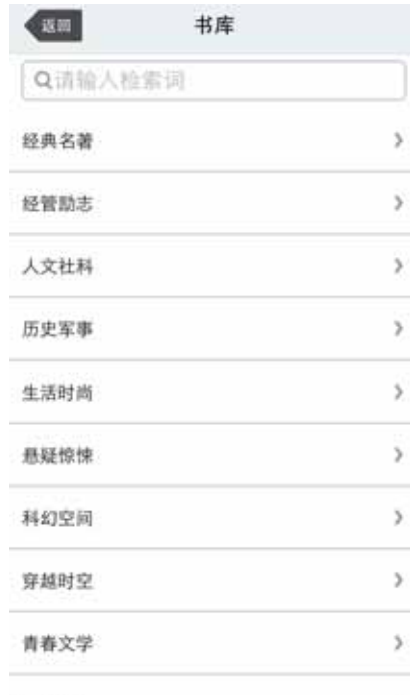 返回
书库
请输入检索词
经典名著
经管励志
人文社科
历史军事
生活时尚
悬疑惊悚
科幻空间
穿越时空
青春文学